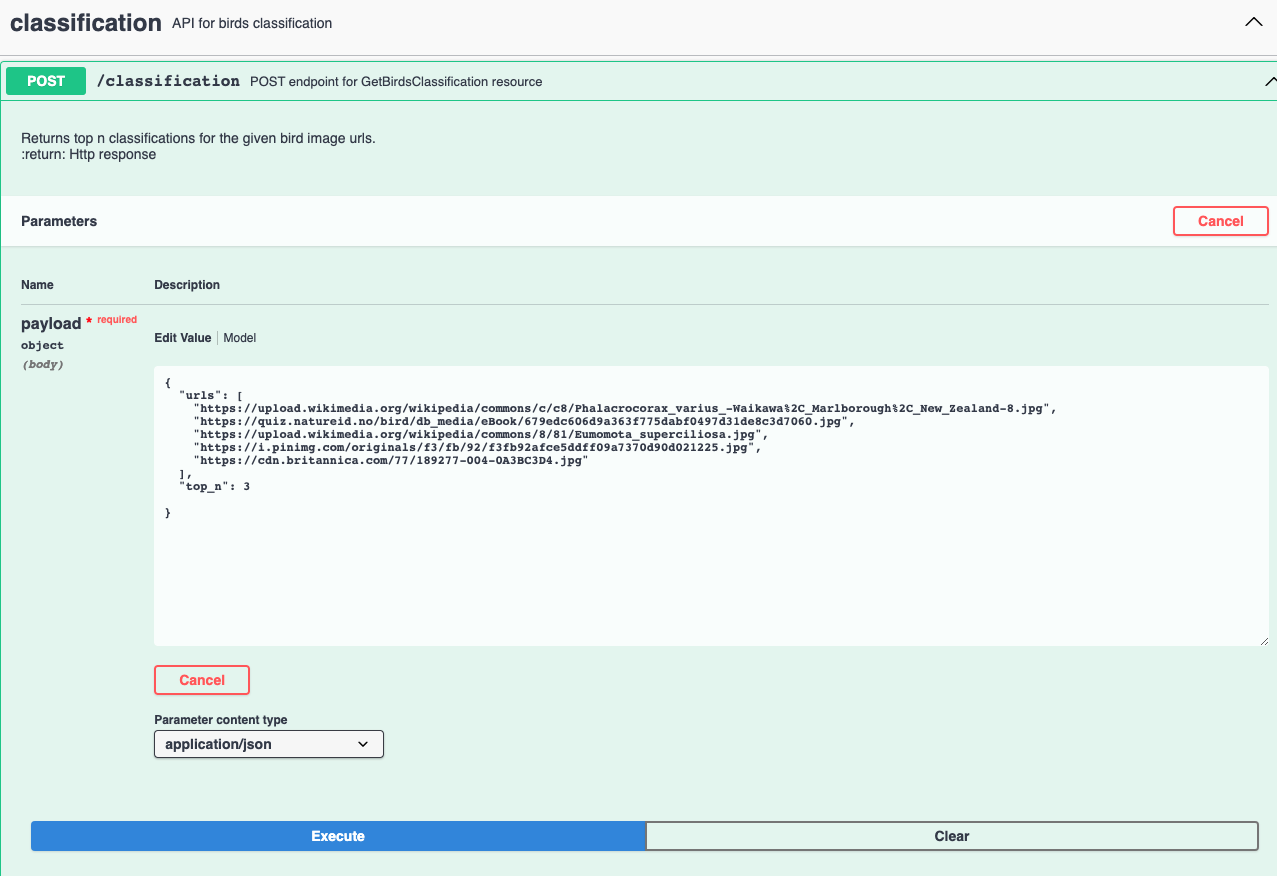 classification API for birds classification
POST /classification POST endpoint for GetBirdsClassification resource
Returns top n classifications for the given bird image urls.
:return: Http response
Parameters Cancel
Name Description
payload * required
object
(body)
Edit Value | Model
{
"urls": [
"https://upload.wikimedia.org/wikipedia/commons/c/c8/Phalacrocorax_varius_-Waikawa%2C_Marlborough%2C_New_Zealand-8.jpg",
"https://quiz.natureid.no/bird/db_media/eBook/679edc606d9a363f775dabf0497d31de8c3d7060.jpg",
"https://upload.wikimedia.org/wikipedia/commons/8/81/Eumomota_superciliosa.jpg",
"https://i.pinimg.com/originals/f3/fb/92/f3fb92afce5ddff09a7370d90d021225.jpg",
"https://cdn.britannica.com/77/189277-004-0A3BC3D4.jpg"
],
"top_n": 3
}
Cancel
Parameter content type
application/json
Execute Clear